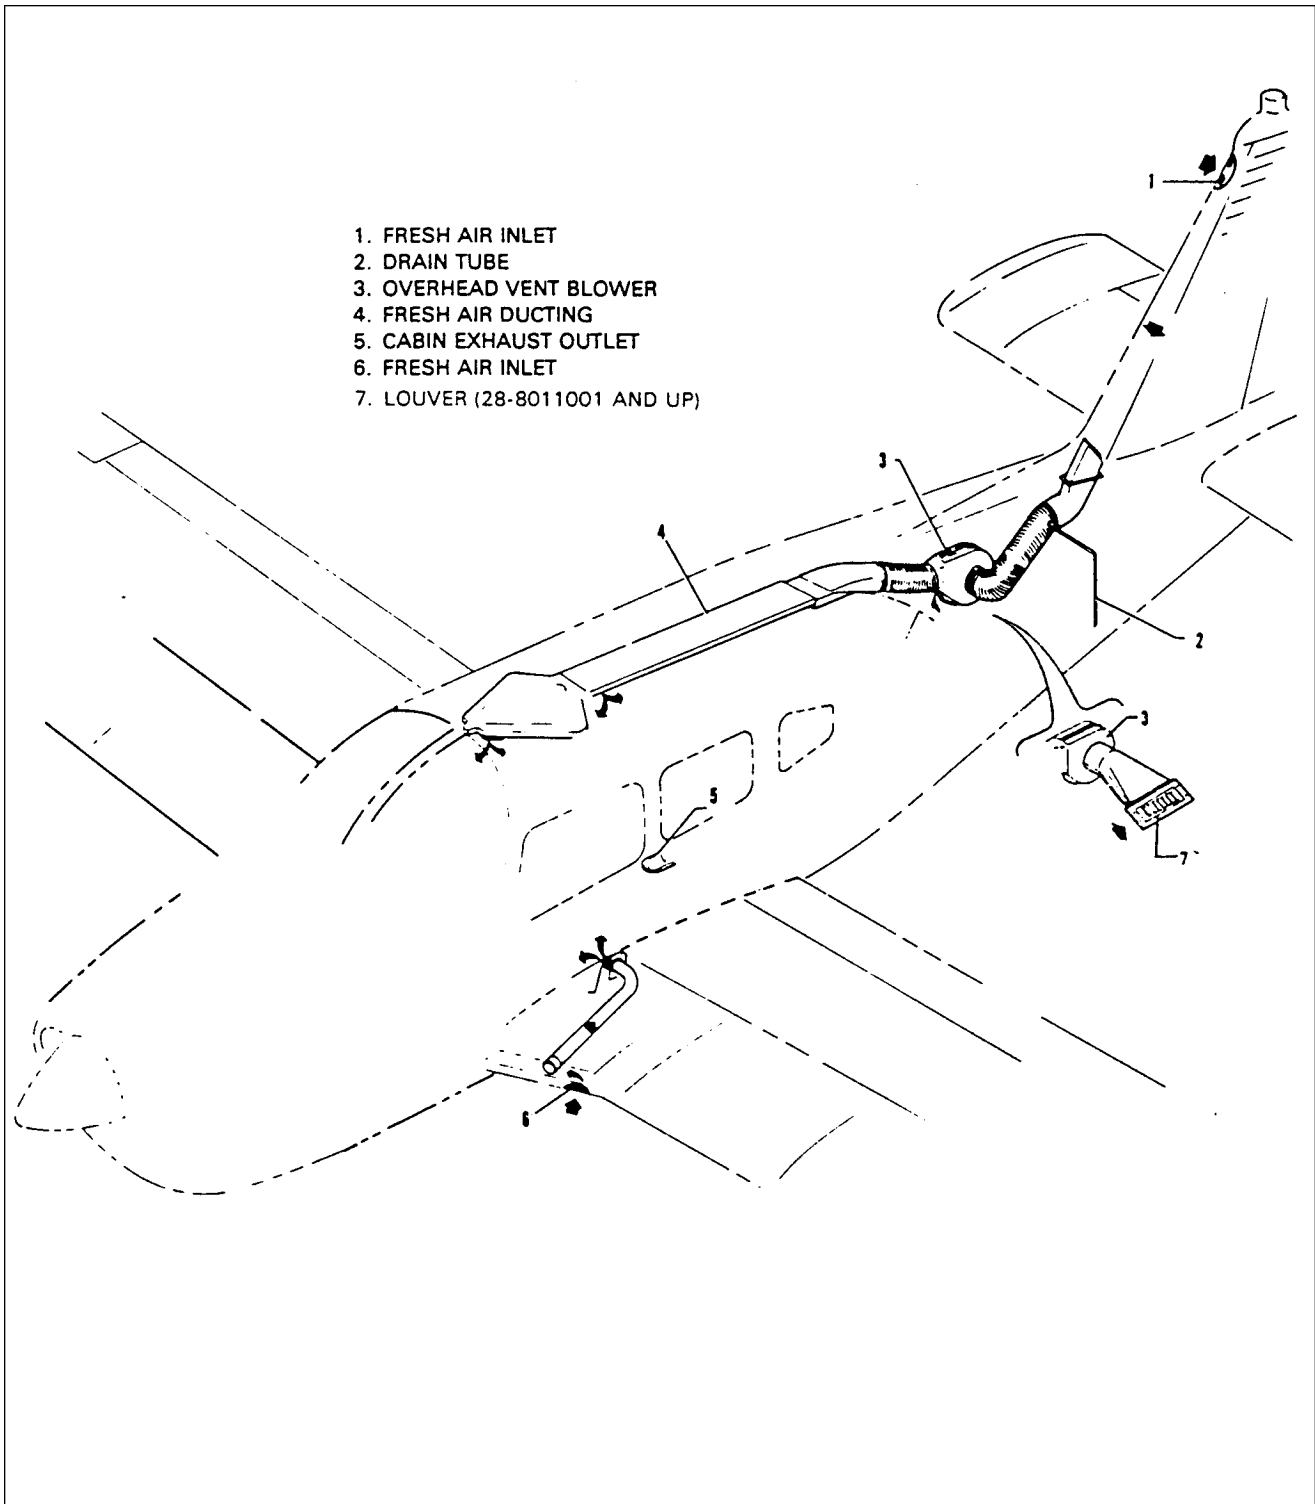 1
1. FRESH AIR INLET
2. DRAIN TUBE
3. OVERHEAD VENT BLOWER
4. FRESH AIR DUCTING
5. CABIN EXHAUST OUTLET
6. FRESH AIR INLET
7. LOUVER (28-8011001 AND UP)
3
4
2
3
5
7
6